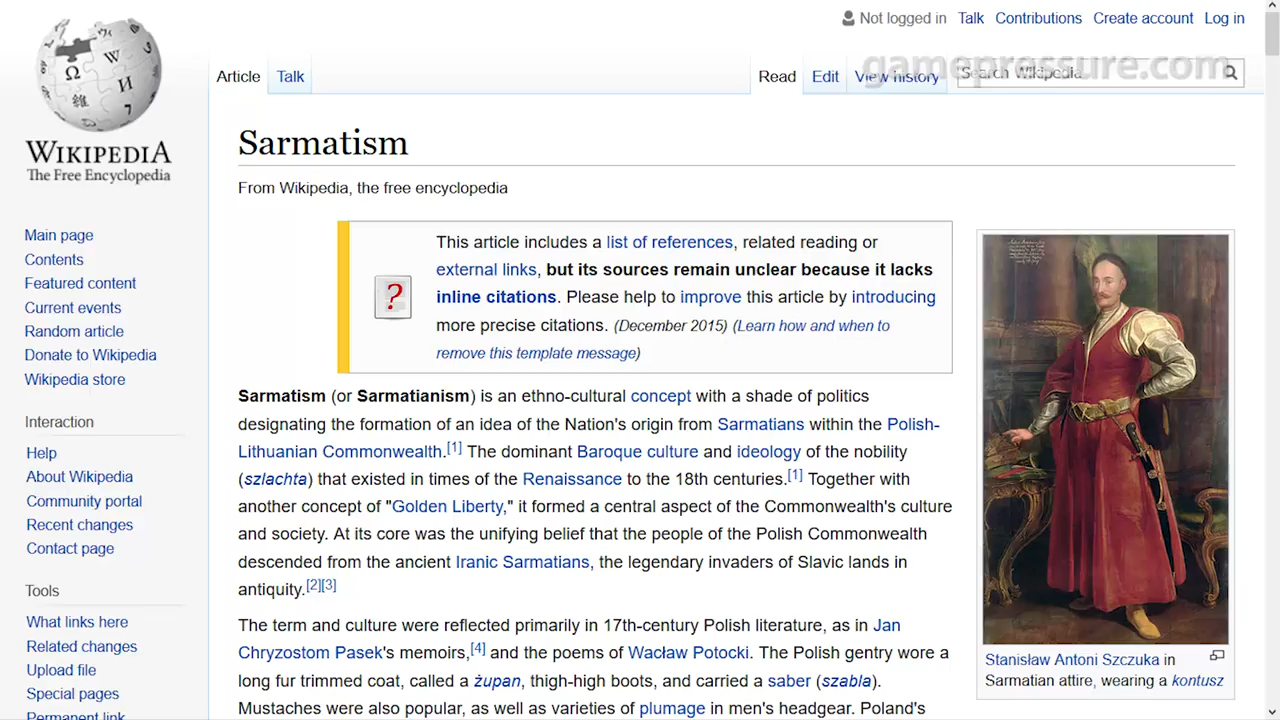 Not logged in Talk Contributions Create account Log in
gamepressure.com
Article Talk Read Edit View history Search Wikipedia
WIKIPEDIA
The Free Encyclopedia
Main page
Contents
Featured content
Current events
Random article
Donate to Wikipedia
Wikipedia store
Interaction
Help
About Wikipedia
Community portal
Recent changes
Contact page
Tools
What links here
Related changes
Upload file
Special pages
Permanent link
Sarmatism
From Wikipedia, the free encyclopedia
This article includes a list of references, related reading or
external links, but its sources remain unclear because it lacks
inline citations. Please help to improve this article by introducing
more precise citations. (December 2015) (Learn how and when to
remove this template message)
Sarmatism (or Sarmatianism) is an ethno-cultural concept with a shade of politics
designating the formation of an idea of the Nation's origin from Sarmatians within the Polish-
Lithuanian Commonwealth.[1] The dominant Baroque culture and ideology of the nobility
(szlachta) that existed in times of the Renaissance to the 18th centuries.[1] Together with
another concept of "Golden Liberty," it formed a central aspect of the Commonwealth's culture
and society. At its core was the unifying belief that the people of the Polish Commonwealth
descended from the ancient Iranic Sarmatians, the legendary invaders of Slavic lands in
antiquity.[2][3]
The term and culture were reflected primarily in 17th-century Polish literature, as in Jan
Chryzostom Pasek's memoirs,[4] and the poems of Wacław Potocki. The Polish gentry wore a
long fur trimmed coat, called a żupan, thigh-high boots, and carried a saber (szabla).
Mustaches were also popular, as well as varieties of plumage in men's headgear. Poland's
Stanisław Antoni Szczuka in
Sarmatian attire, wearing a kontusz